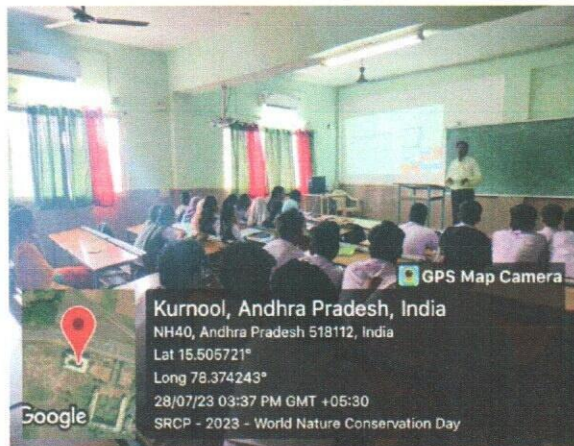 GPS Map Camera
Kurnool, Andhra Pradesh, India
NH40, Andhra Pradesh 518112, India
Lat 15.505721°
Long 78.374243°
28/07/23 03:37 PM GMT +05:30
SRCP - 2023 - World Nature Conservation Day
Google